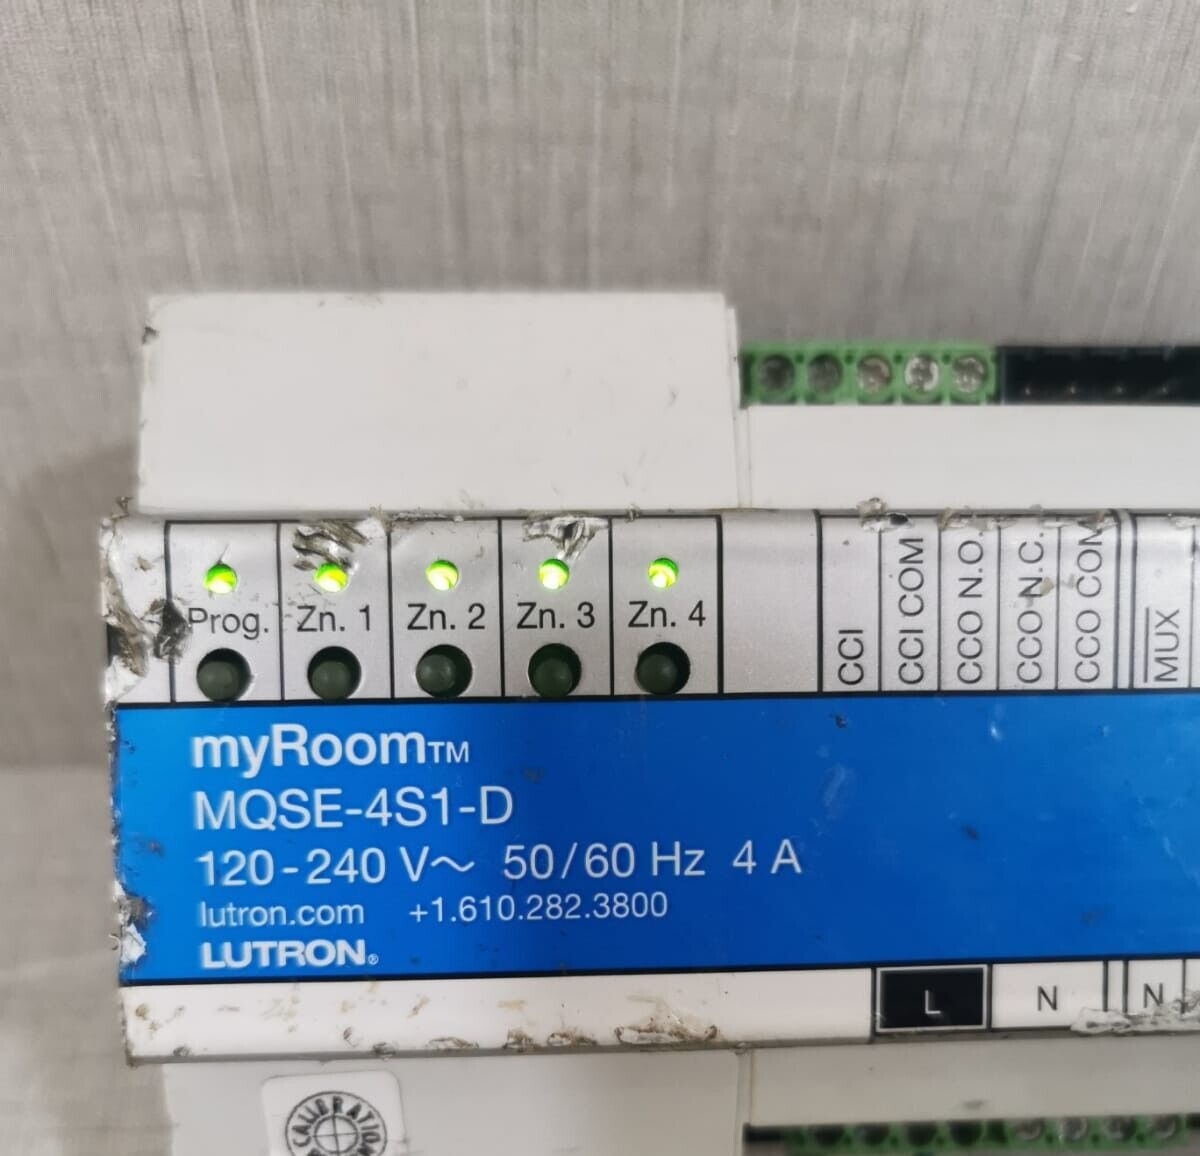 Prog. Zn. 1 Zn. 2 Zn. 3 Zn. 4
CCI
CCI COM
CCO N.O.
CCO N.C.
CCO COM
MUX
myRoom™
MQSE-4S1-D
120-240 V~ 50/60 Hz 4 A
lutron.com +1.610.282.3800
LUTRON®
L N N
CALIBRATION